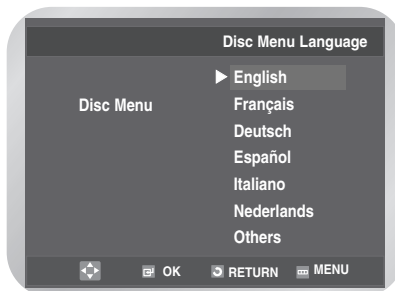 Disc Menu Language
English
Disc Menu
Français
Deutsch
Español
Italiano
Nederlands
Others
OK RETURN MENU